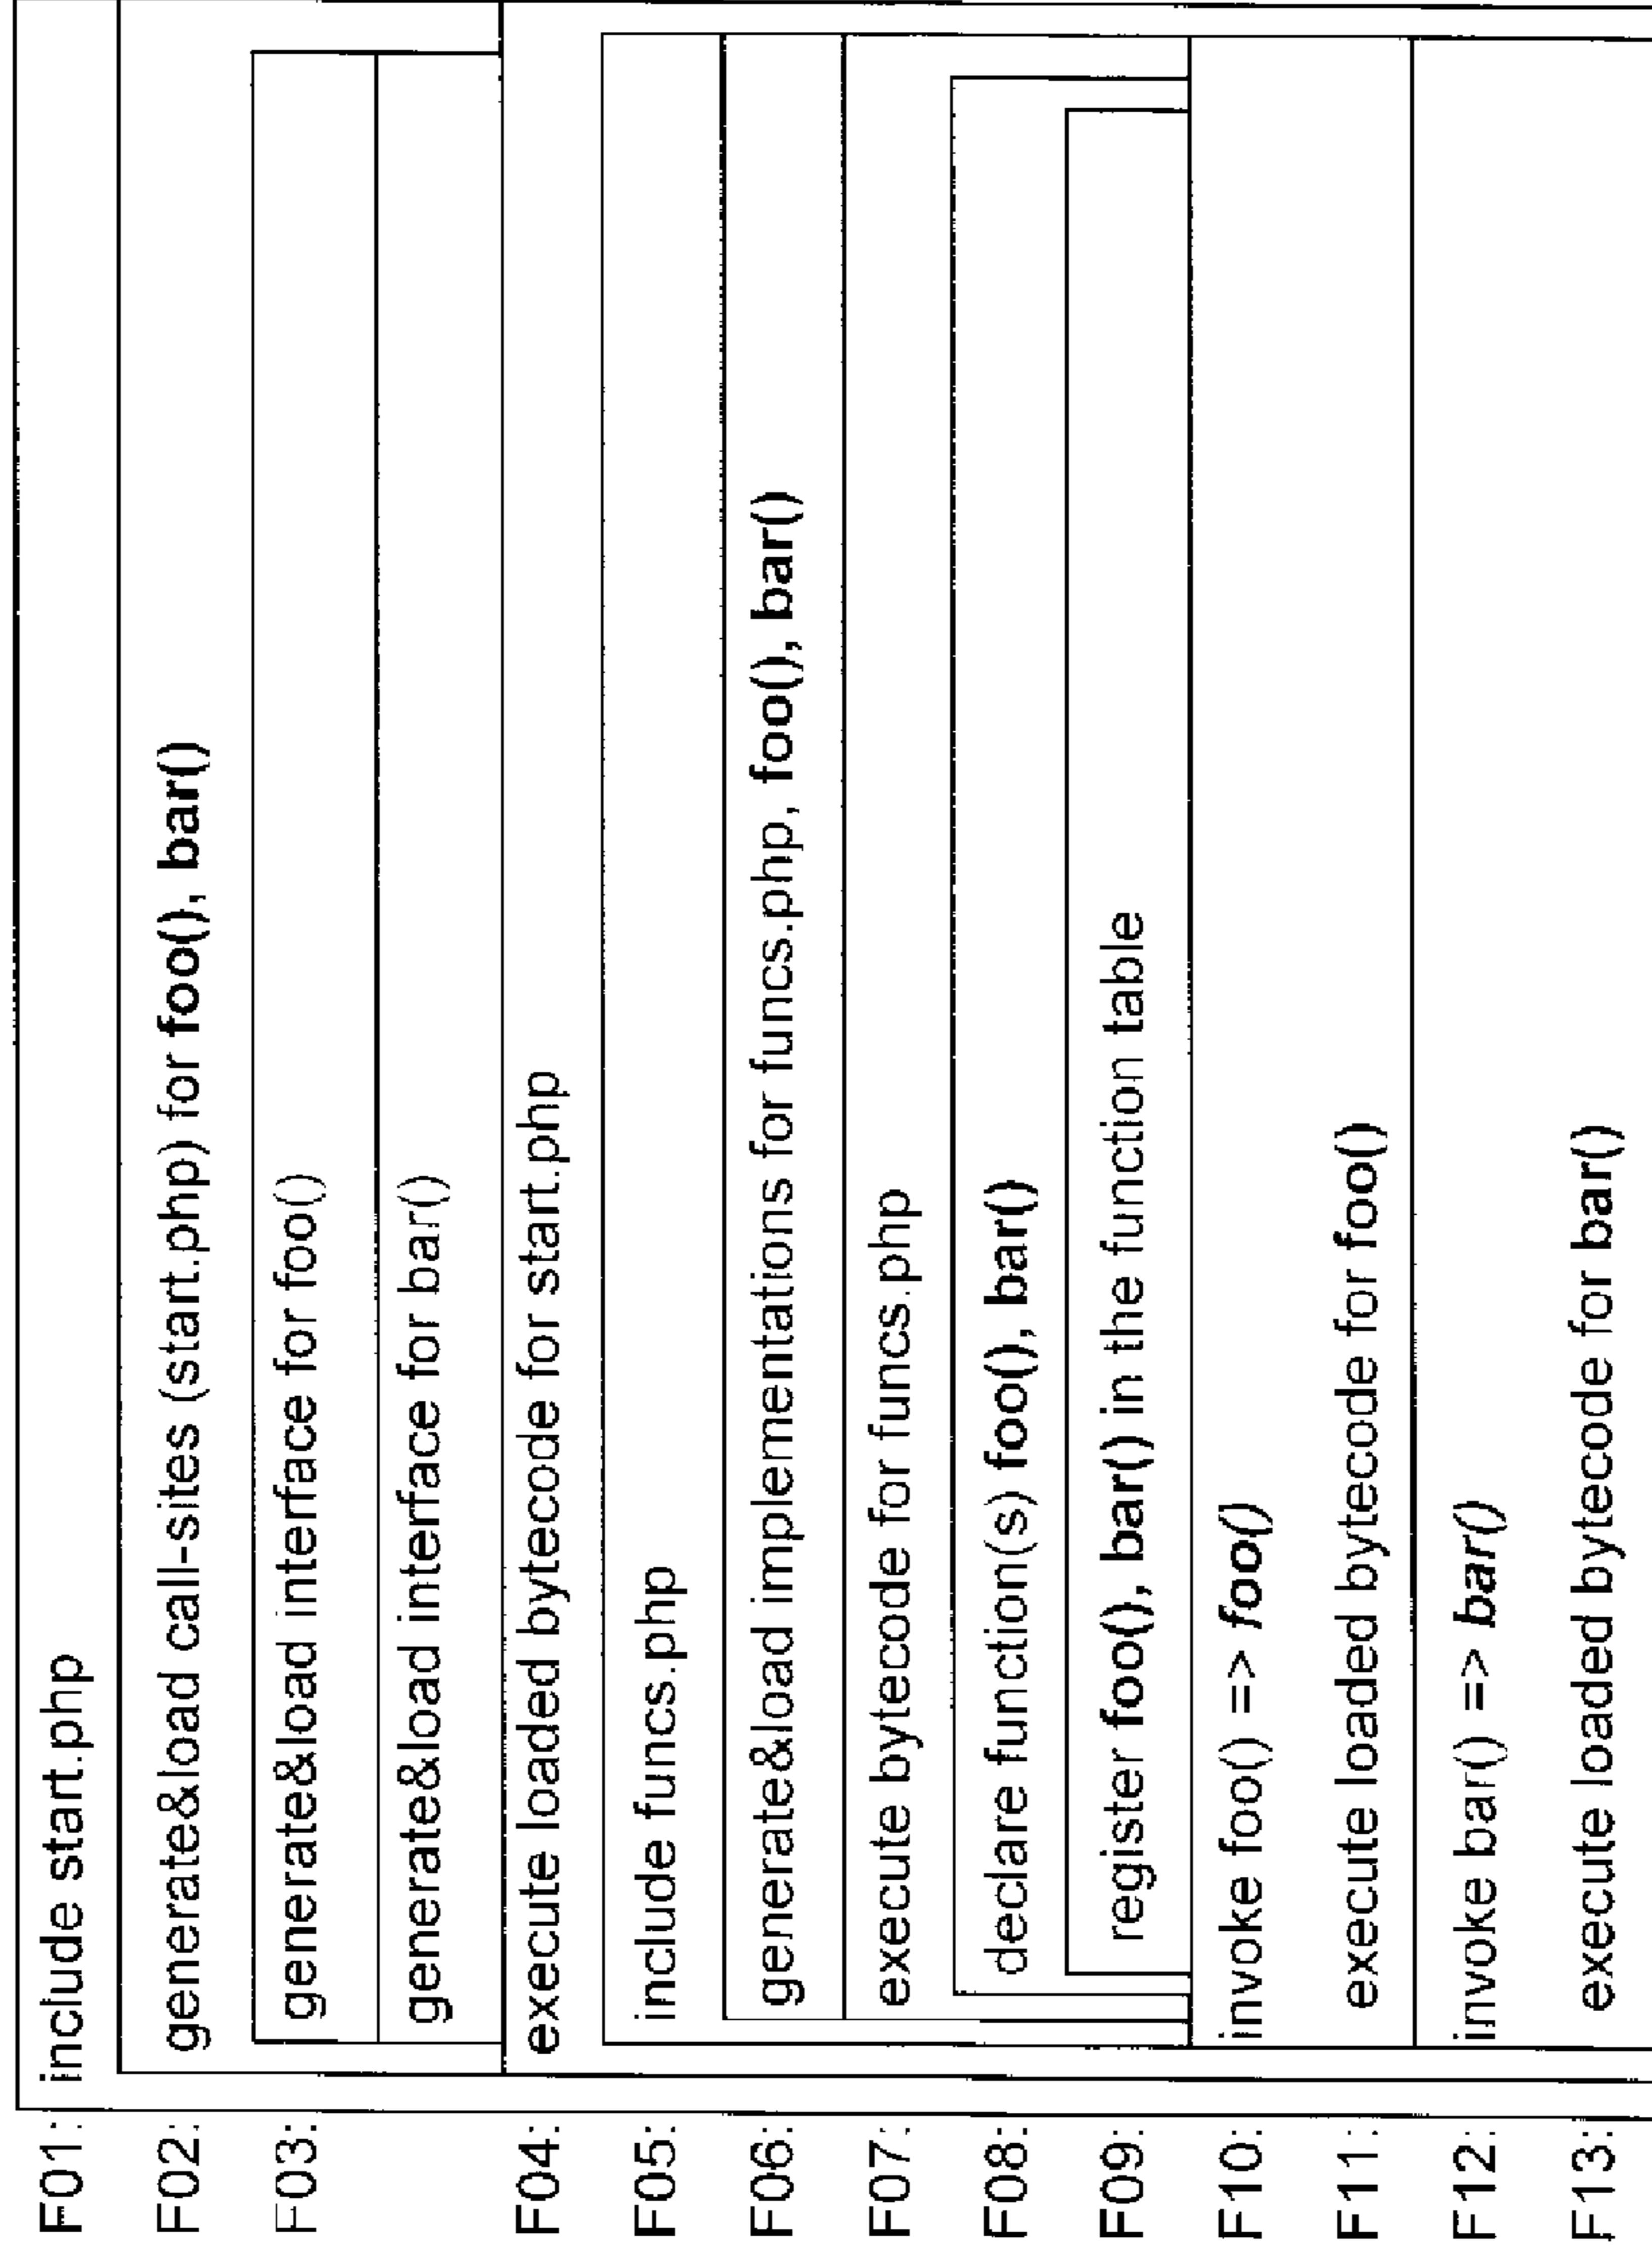 F01: include start.php
F02: generate&load call-sites (start.php) for foo(), bar()
F03: generate&load interface for foo()
generate&load interface for bar()
F04: execute loaded bytecode for start.php
F05: include funcs.php
F06: generate&load implementations for funcs.php, foo(), bar()
F07: execute bytecode for funcs.php
F08: declare function(s) foo(), bar()
F09: register foo(), bar() in the function table
F10: invoke foo() => foo()
F11: execute loaded bytecode for foo()
F12: invoke bar() => bar()
F13: execute loaded bytecode for bar()